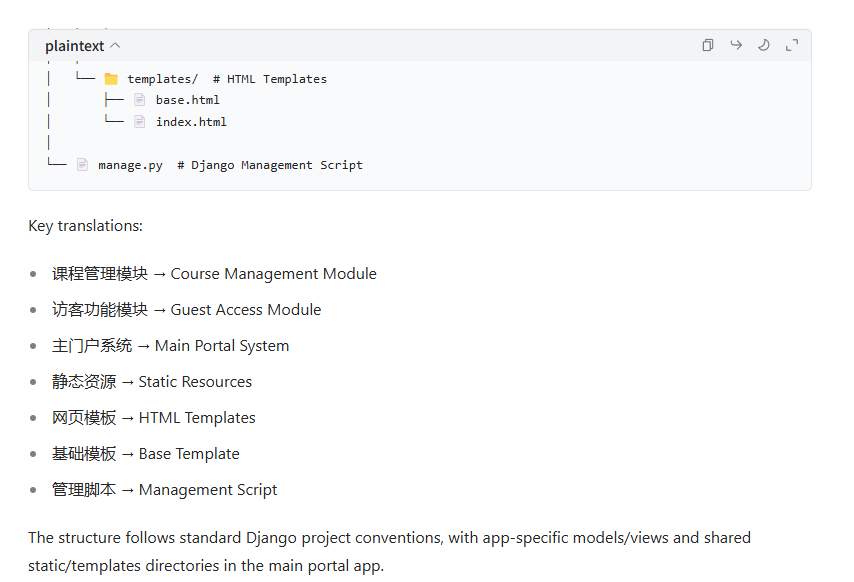 plaintext
│   └── 📁 templates/  # HTML Templates
│       ├── 📄 base.html
│       └── 📄 index.html
│
└── 📄 manage.py  # Django Management Script
Key translations:
• 课程管理模块 → Course Management Module
• 访客功能模块 → Guest Access Module
• 主门户系统 → Main Portal System
• 静态资源 → Static Resources
• 网页模板 → HTML Templates
• 基础模板 → Base Template
• 管理脚本 → Management Script
The structure follows standard Django project conventions, with app-specific models/views and shared
static/templates directories in the main portal app.